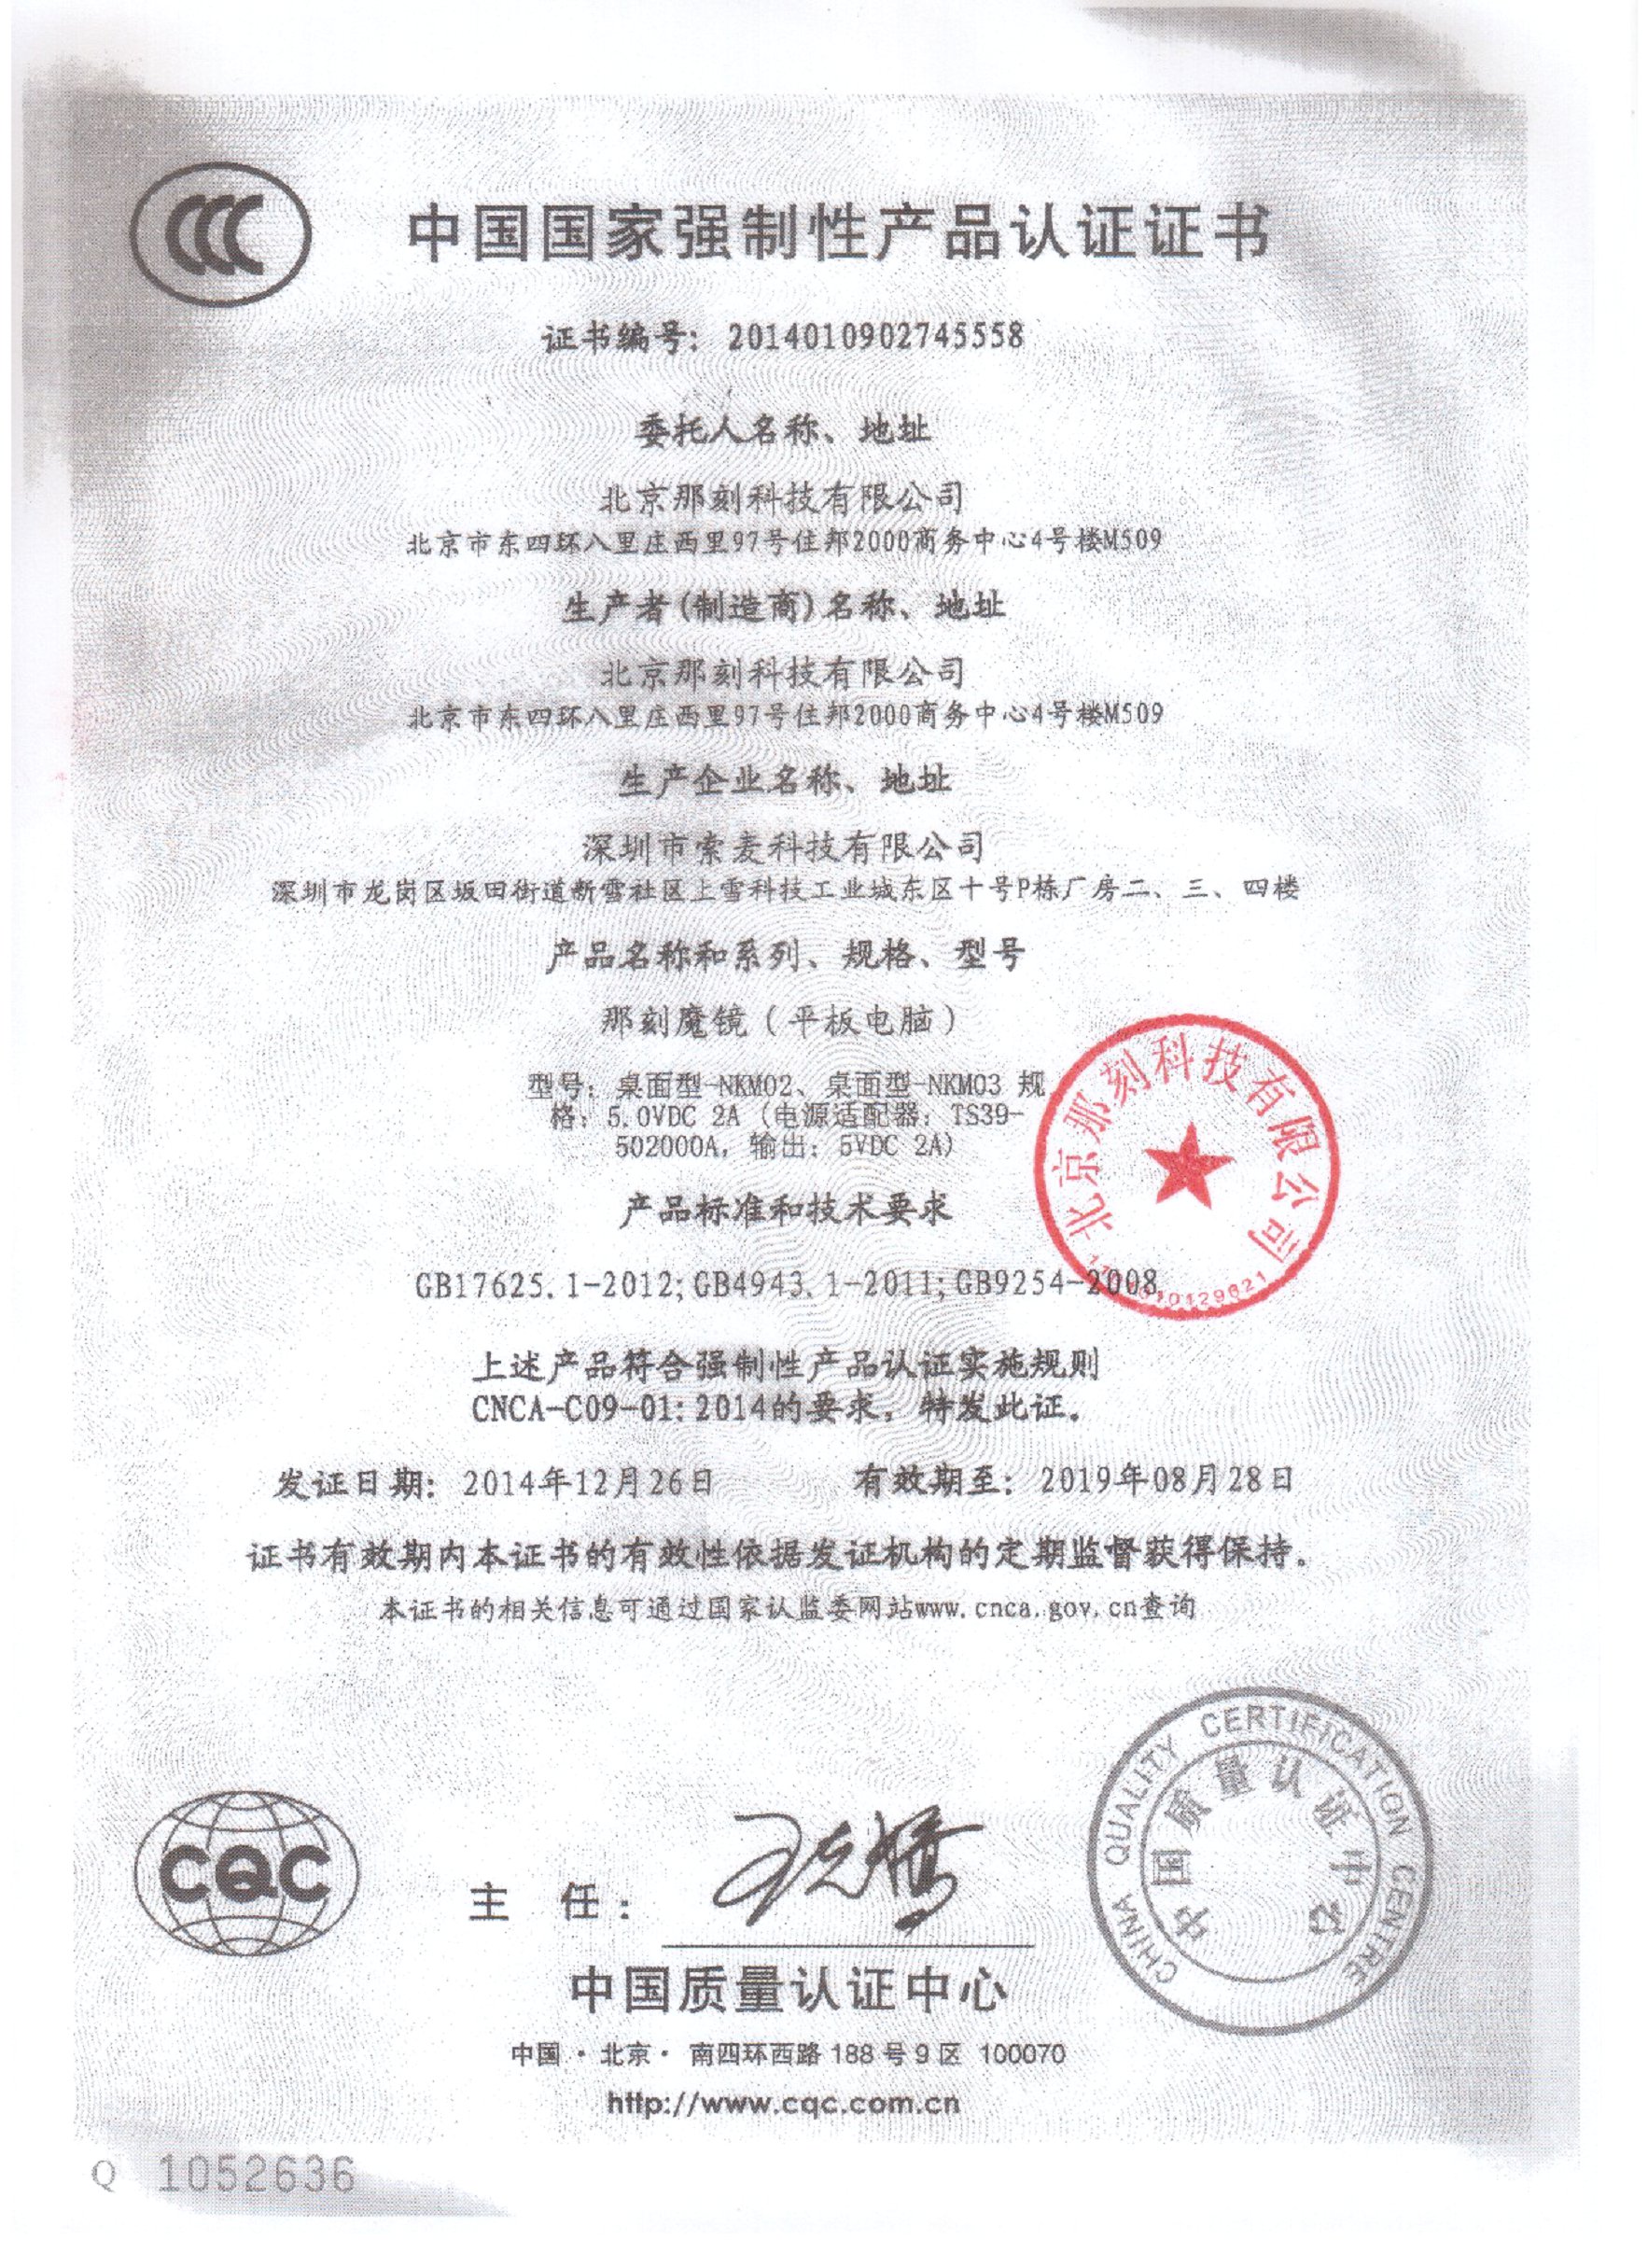 CCC
中国国家强制性产品认证证书
证书编号：2014010902745558
委托人名称、地址
北京那刻科技有限公司
北京市东四环八里庄西里97号住邦2000商务中心4号楼M509
生产者(制造商)名称、地址
北京那刻科技有限公司
北京市东四环八里庄西里97号住邦2000商务中心4号楼M509
生产企业名称、地址
深圳市索麦科技有限公司
深圳市龙岗区坂田街道新雪社区上雪科技工业城东区十号P栋厂房二、三、四楼
产品名称和系列、规格、型号
那刻魔镜（平板电脑）
型号：桌面型-NKM02、桌面型-NKM03 规
格：5.0VDC 2A（电源适配器：TS39-
502000A，输出：5VDC 2A）
北京那刻科技有限公司
产品标准和技术要求
GB17625.1-2012;GB4943.1-2011;GB9254-2008
上述产品符合强制性产品认证实施规则
CNCA-C09-01:2014的要求，特发此证。
发证日期：2014年12月26日 有效期至：2019年08月28日
证书有效期内本证书的有效性依据发证机构的定期监督获得保持。
本证书的相关信息可通过国家认监委网站www.cnca.gov.cn查询
CHINA QUALITY CERTIFICATION CENTRE
中国质量认证中心
CQC
主 任：
中国质量认证中心
中国·北京·南四环西路 188 号 9 区 100070
http://www.cqc.com.cn
Q 1052636